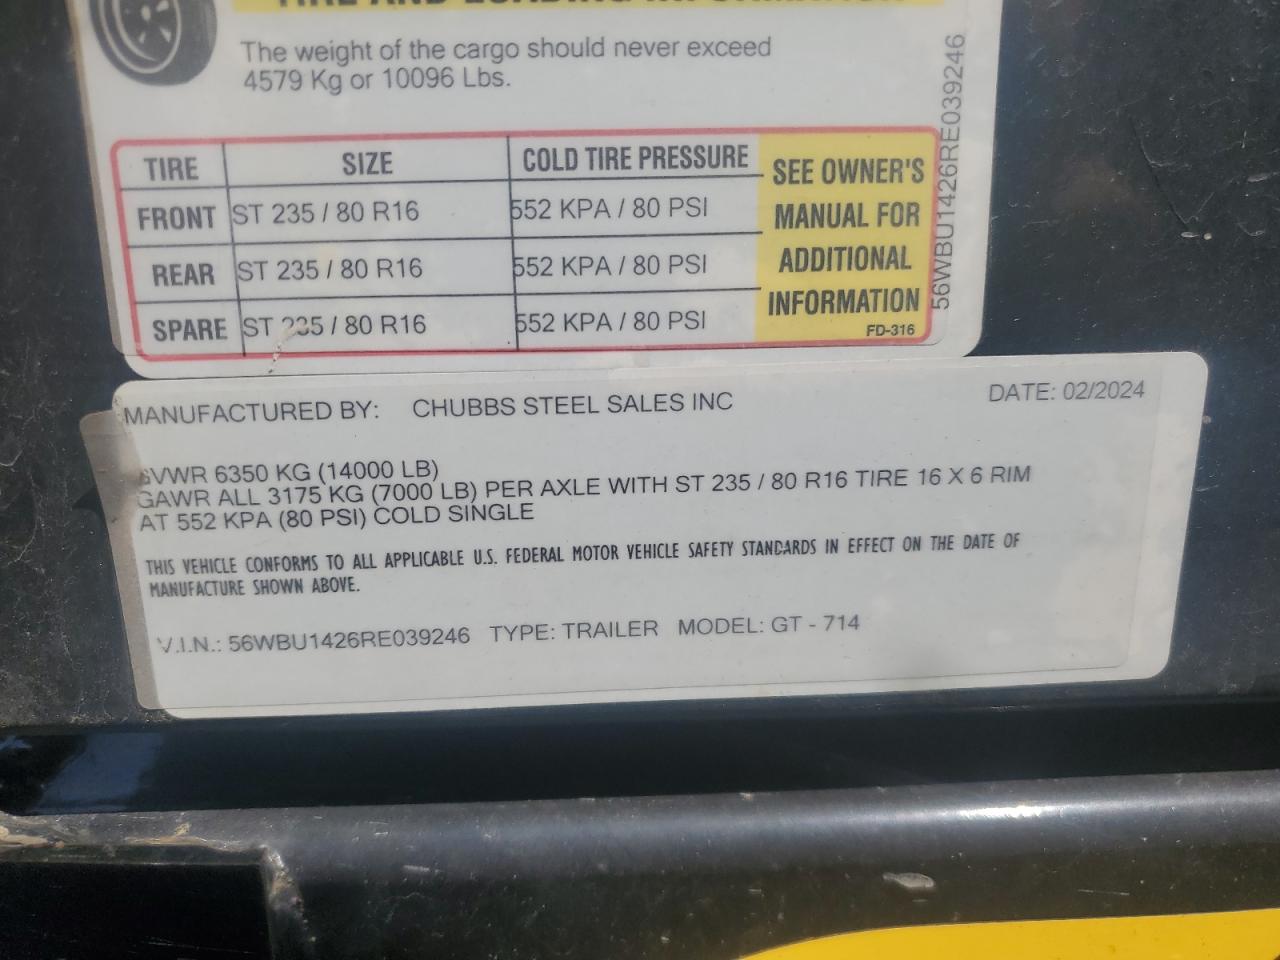 TIRE AND LOADING INFORMATION
The weight of the cargo should never exceed
4579 Kg or 10096 Lbs.
TIRE SIZE COLD TIRE PRESSURE
FRONT ST 235 / 80 R16 552 KPA / 80 PSI
REAR ST 235 / 80 R16 552 KPA / 80 PSI
SPARE ST 235 / 80 R16 552 KPA / 80 PSI
SEE OWNER'S
MANUAL FOR
ADDITIONAL
INFORMATION
FD-316
56WBU1426RE039246
MANUFACTURED BY: CHUBBS STEEL SALES INC DATE: 02/2024
GVWR 6350 KG (14000 LB)
GAWR ALL 3175 KG (7000 LB) PER AXLE WITH ST 235 / 80 R16 TIRE 16 X 6 RIM
AT 552 KPA (80 PSI) COLD SINGLE
THIS VEHICLE CONFORMS TO ALL APPLICABLE U.S. FEDERAL MOTOR VEHICLE SAFETY STANDARDS IN EFFECT ON THE DATE OF
MANUFACTURE SHOWN ABOVE.
V.I.N.: 56WBU1426RE039246 TYPE: TRAILER MODEL: GT - 714